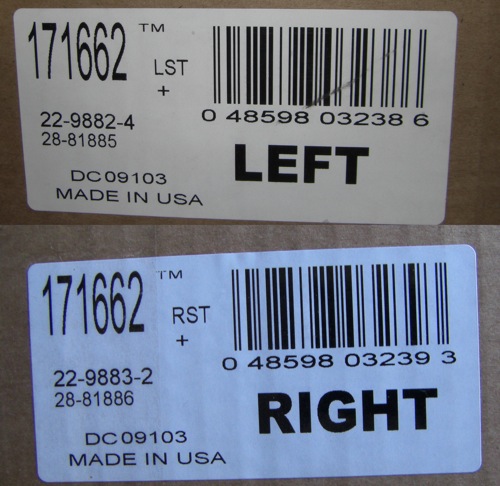 171662 ™ LST
+
0 48598 03238 6
22-9882-4
28-81885
LEFT
DC09103
MADE IN USA
171662 ™ RST
+
0 48598 03239 3
22-9883-2
28-81886
RIGHT
DC09103
MADE IN USA